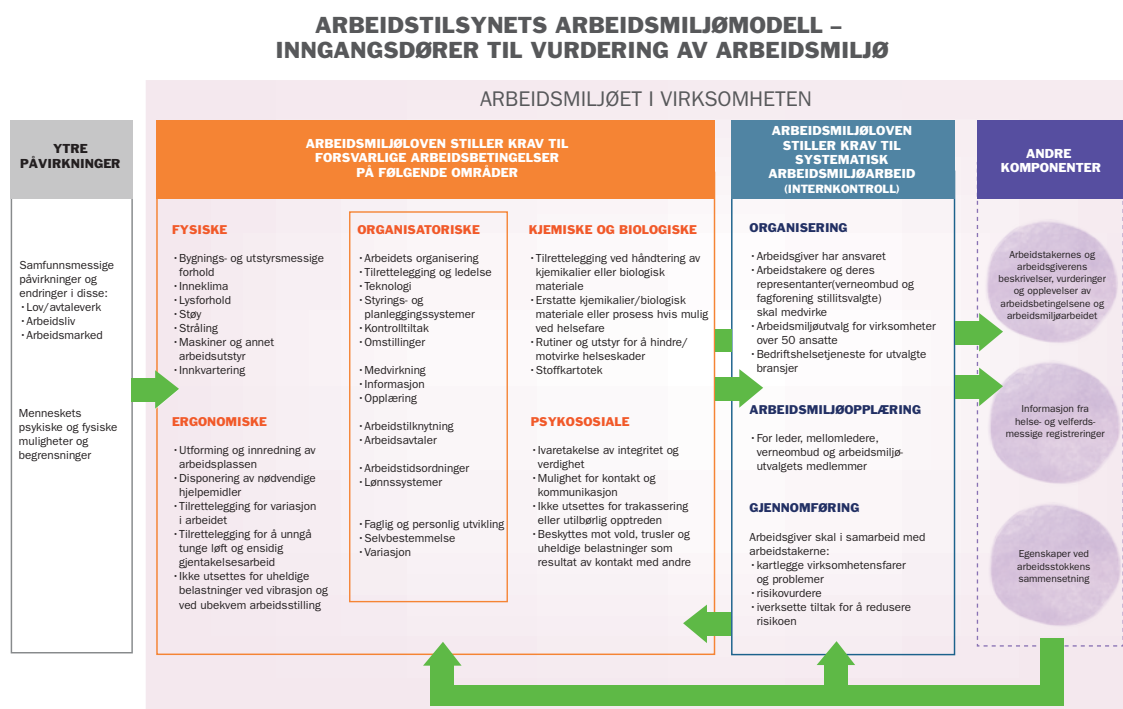 ARBEIDSTILSYNETS ARBEIDSMILJØMODELL –
INNGANGSDØRER TIL VURDERING AV ARBEIDSMILJØ
ARBEIDSMILJØET I VIRKSOMHETEN
YTRE
PÅVIRKNINGER
Samfunnsmessige
påvirkninger og
endringer i disse:
· Lov/avtaleverk
· Arbeidsliv
· Arbeidsmarked
Menneskets
psykiske og fysiske
muligheter og
begrensninger
ARBEIDSMILJØLOVEN STILLER KRAV TIL
FORSVARLIGE ARBEIDSBETINGELSER
PÅ FØLGENDE OMRÅDER
FYSISKE
· Bygnings- og utstyrsmessige
forhold
· Inneklima
· Lysforhold
· Støy
· Stråling
· Maskiner og annet
arbeidsutstyr
· Innkvartering
ERGONOMISKE
· Utforming og innredning av
arbeidsplassen
· Disponering av nødvendige
hjelpemidler
· Tilrettelegging for variasjon
i arbeidet
· Tilrettelegging for å unngå
tunge løft og ensidig
gjentakelsesarbeid
· Ikke utsettes for uheldige
belastninger ved vibrasjon og
ved ubekvem arbeidsstilling
ORGANISATORISKE
· Arbeidets organisering
· Tilrettelegging og ledelse
· Teknologi
· Styrings- og
planleggingssystemer
· Kontrolltiltak
· Omstillinger
· Medvirkning
· Informasjon
· Opplæring
· Arbeidstilknytning
· Arbeidsavtaler
· Arbeidstidsordninger
· Lønnssystemer
· Faglig og personlig utvikling
· Selvbestemmelse
· Variasjon
KJEMISKE OG BIOLOGISKE
· Tilrettelegging ved håndtering av
kjemikalier eller biologisk
materiale
· Erstatte kjemikalier/biologisk
materiale eller prosess hvis mulig
ved helsefare
· Rutiner og utstyr for å hindre/
motvirke helseskader
· Stoffkartotek
PSYKOSOSIALE
· Ivaretakelse av integritet og
verdighet
· Mulighet for kontakt og
kommunikasjon
· Ikke utsettes for trakassering
eller utilbørlig opptreden
· Beskyttes mot vold, trusler og
uheldige belastninger som
resultat av kontakt med andre
ARBEIDSMILJØLOVEN
STILLER KRAV TIL
SYSTEMATISK
ARBEIDSMILJØARBEID
(INTERNKONTROLL)
ORGANISERING
· Arbeidsgiver har ansvaret
· Arbeidstakere og deres
representanter(verneombud og
fagforening stillitsvalgte)
skal medvirke
· Arbeidsmiljøutvalg for virksomheter
over 50 ansatte
· Bedriftshelsetjeneste for utvalgte
bransjer
ARBEIDSMILJØOPPLÆRING
· For leder, mellomledere,
verneombud og arbeidsmiljø-
utvalgets medlemmer
GJENNOMFØRING
Arbeidsgiver skal i samarbeid med
arbeidstakerne:
· kartlegge virksomhetensfarer
og problemer
· risikovurdere
· iverksette tiltak for å redusere
risikoen
ANDRE
KOMPONENTER
Arbeidstakernes og
arbeidsgiverens
beskrivelser, vurderinger
og opplevelser av
arbeidsbetingelsene og
arbeidsmiljøarbeidet
Informasjon fra
helse- og velferds-
messige registreringer
Egenskaper ved
arbeidsstokkens
sammensetning